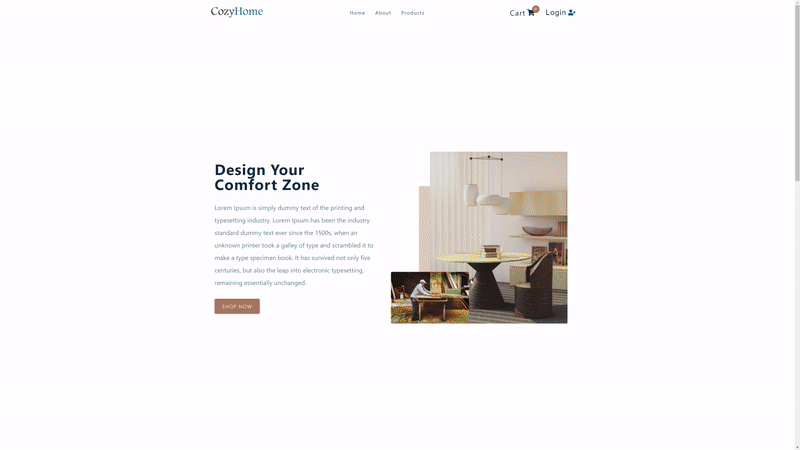 CozyHome
Home About Products
Cart 0 Login
Design Your
Comfort Zone
Lorem Ipsum is simply dummy text of the printing and
typesetting industry. Lorem Ipsum has been the industry
standard dummy text ever since the 1500s, when an
unknown printer took a galley of type and scrambled it to
make a type specimen book. It has survived not only five
centuries, but also the leap into electronic typesetting,
remaining essentially unchanged.
SHOP NOW